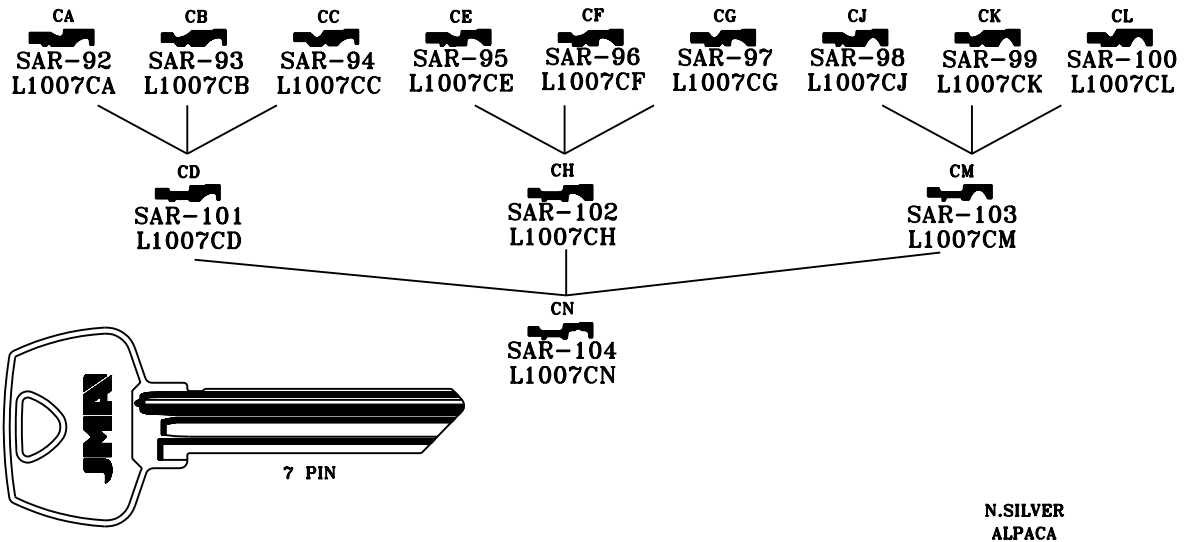 CA CB CC CE CF CG CJ CK CL
SAR-92 SAR-93 SAR-94 SAR-95 SAR-96 SAR-97 SAR-98 SAR-99 SAR-100
L1007CA L1007CB L1007CC L1007CE L1007CF L1007CG L1007CJ L1007CK L1007CL
CD CH CM
SAR-101 SAR-102 SAR-103
L1007CD L1007CH L1007CM
CN
SAR-104
L1007CN
JMA
7 PIN
N.SILVER
ALPACA